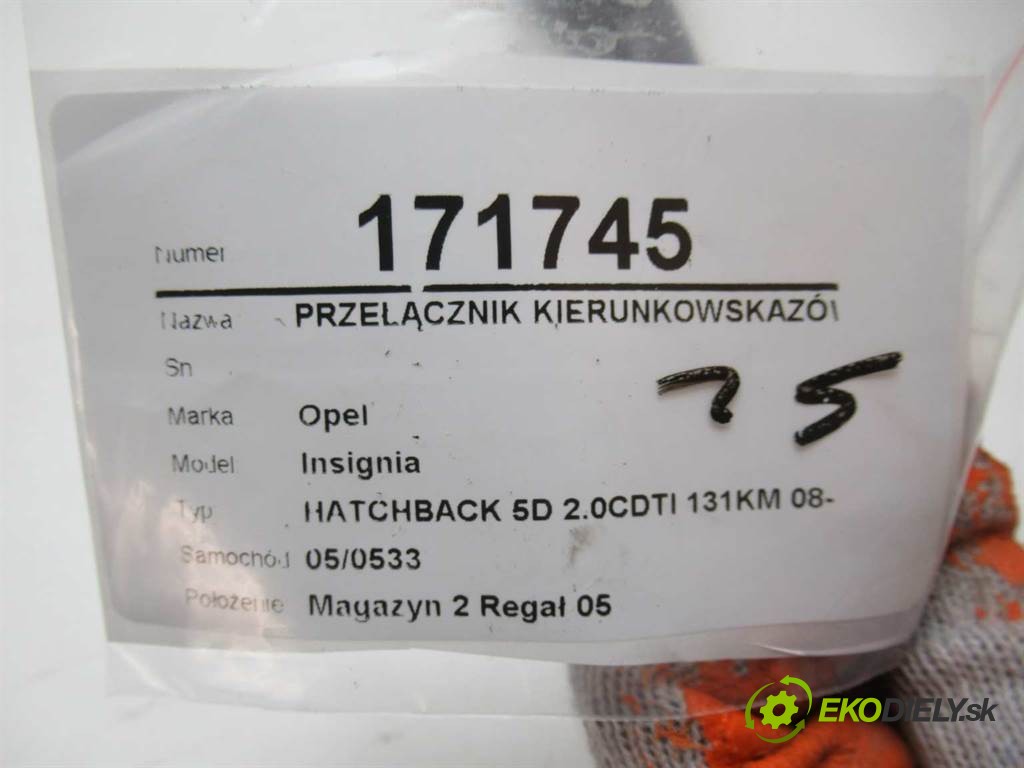 Numer 171745
Nazwa PRZEŁĄCZNIK KIERUNKOWSKAZÓW
Sn
Marka Opel
75
Model Insignia
Typ HATCHBACK 5D 2.0CDTI 131KM 08-
Samochód 05/0533
Położenie Magazyn 2 Regał 05
EKODIELY.sk